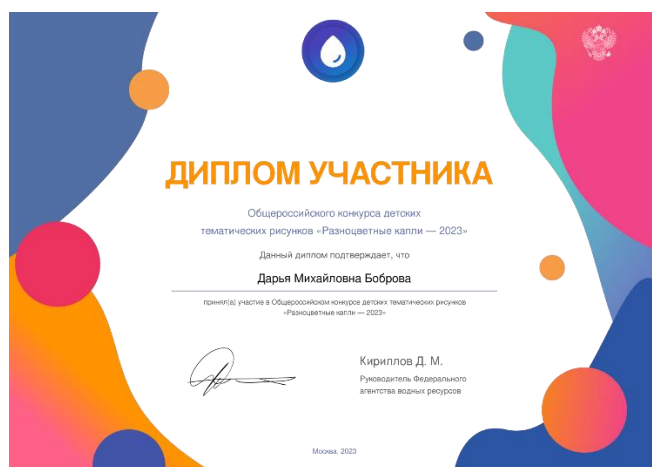 ДИПЛОМ УЧАСТНИКА
Общероссийского конкурса детских
тематических рисунков «Разноцветные капли — 2023»
Данный диплом подтверждает, что
Дарья Михайловна Боброва
принял(а) участие в Общероссийском конкурсе детских тематических рисунков
«Разноцветные капли — 2023»
Кириллов Д. М.
Руководитель Федерального
агентства водных ресурсов
Москва, 2023